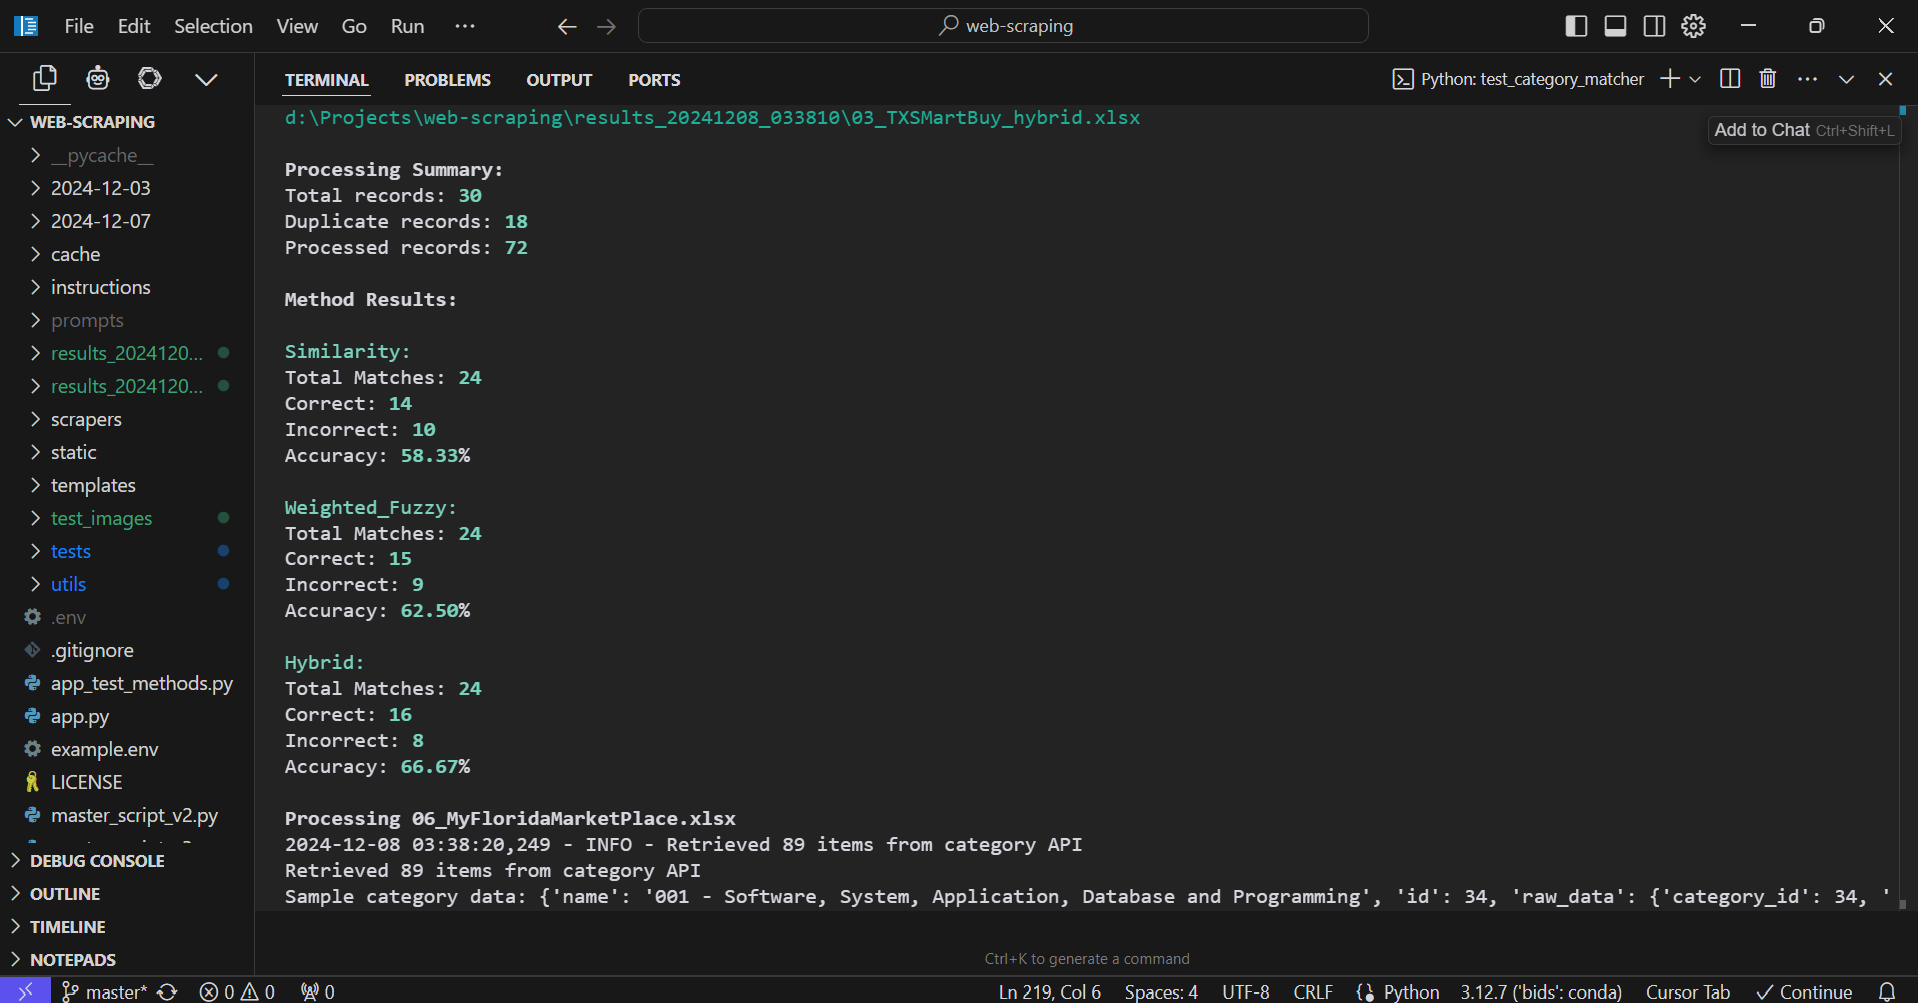 File Edit Selection View Go Run ···
web-scraping
TERMINAL PROBLEMS OUTPUT PORTS
Python: test_category_matcher
Add to Chat Ctrl+Shift+L
WEB-SCRAPING
__pycache__
2024-12-03
2024-12-07
cache
instructions
prompts
results_2024120...
results_2024120...
scrapers
static
templates
test_images
tests
utils
.env
.gitignore
app_test_methods.py
app.py
example.env
LICENSE
master_script_v2.py
DEBUG CONSOLE
OUTLINE
TIMELINE
NOTEPADS
d:\Projects\web-scraping\results_20241208_033810\03_TXSMartBuy_hybrid.xlsx
Processing Summary:
Total records: 30
Duplicate records: 18
Processed records: 72
Method Results:
Similarity:
Total Matches: 24
Correct: 14
Incorrect: 10
Accuracy: 58.33%
Weighted_Fuzzy:
Total Matches: 24
Correct: 15
Incorrect: 9
Accuracy: 62.50%
Hybrid:
Total Matches: 24
Correct: 16
Incorrect: 8
Accuracy: 66.67%
Processing 06_MyFloridaMarketPlace.xlsx
2024-12-08 03:38:20,249 - INFO - Retrieved 89 items from category API
Retrieved 89 items from category API
Sample category data: {'name': '001 - Software, System, Application, Database and Programming', 'id': 34, 'raw_data': {'category_id': 34, '
Ctrl+K to generate a command
master* 0 0 0 Ln 219, Col 6 Spaces: 4 UTF-8 CRLF Python 3.12.7 ('bids': conda) Cursor Tab Continue